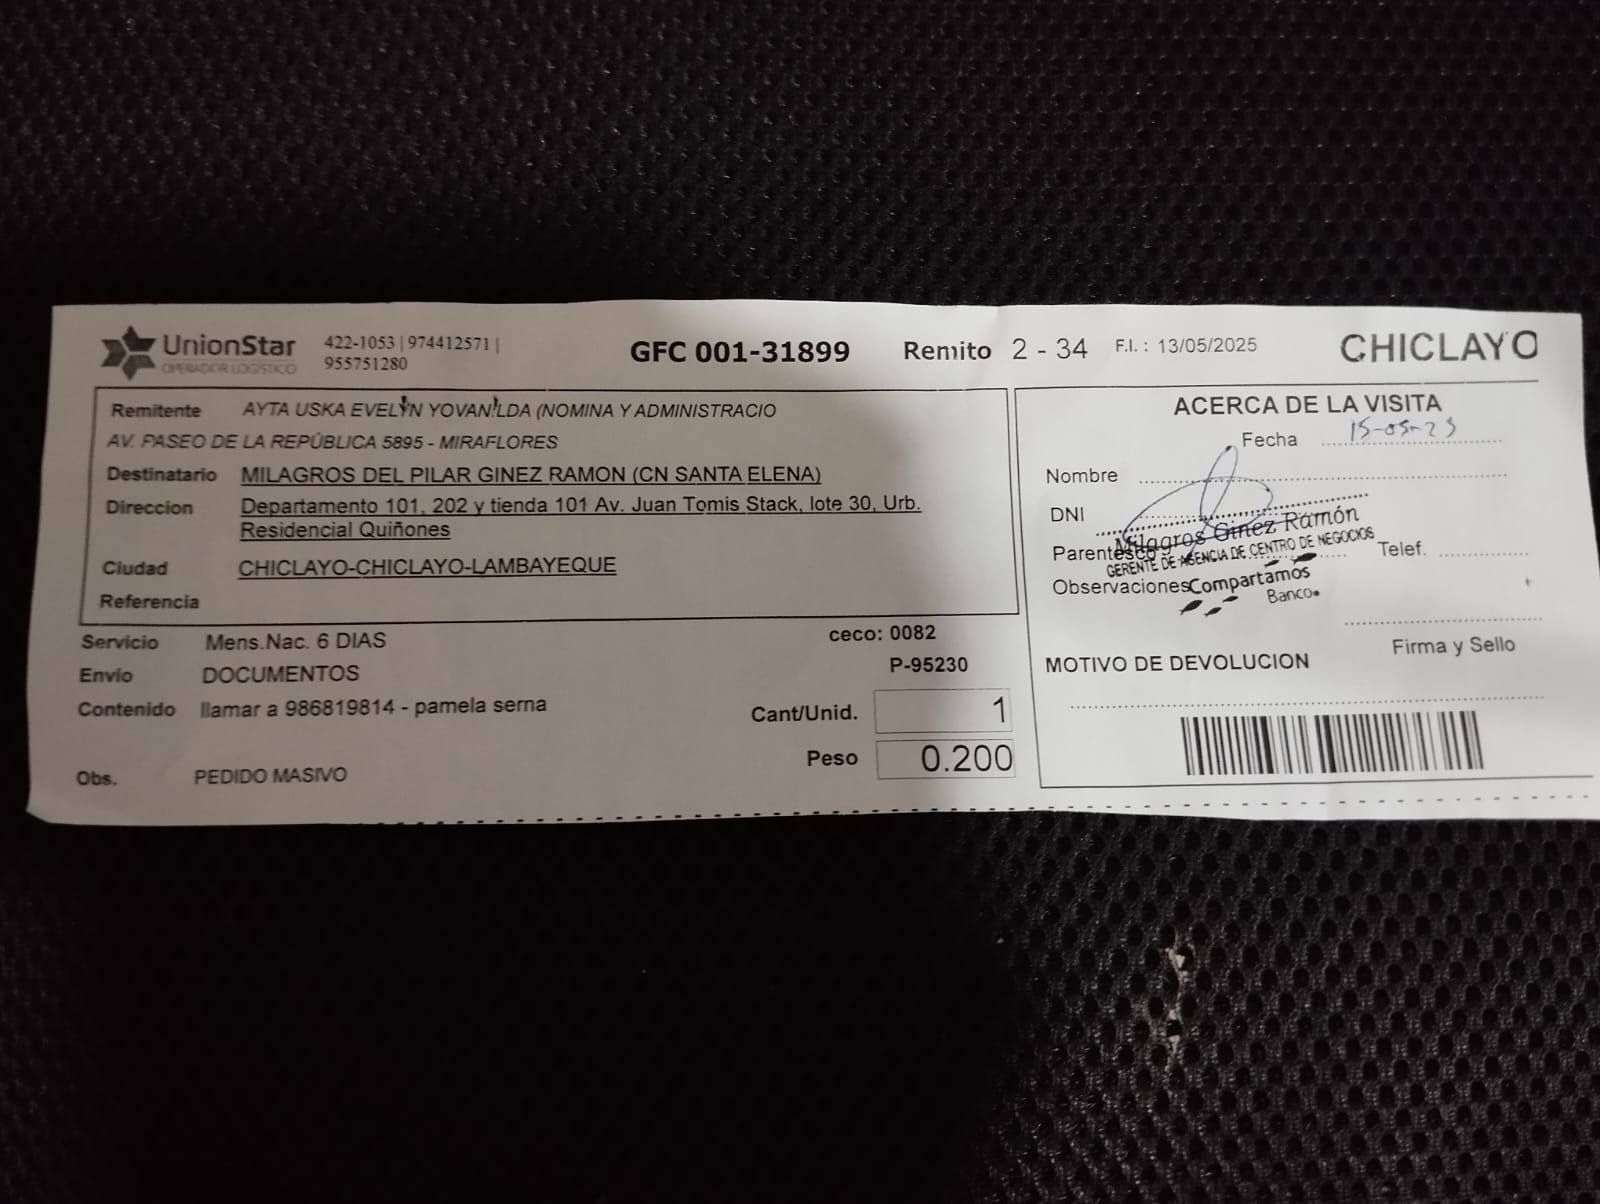 UnionStar
OPERADOR LOGÍSTICO
422-1053 | 974412571 |
955751280
GFC 001-31899
Remito 2 - 34
F.I. : 13/05/2025
CHICLAYO
Remitente AYTA USKA EVELYN YOVANILDA (NOMINA Y ADMINISTRACIO
AV. PASEO DE LA REPÚBLICA 5895 - MIRAFLORES
Destinatario MILAGROS DEL PILAR GINEZ RAMON (CN SANTA ELENA)
Direccion Departamento 101, 202 y tienda 101 Av. Juan Tomis Stack, lote 30, Urb.
Residencial Quiñones
Ciudad CHICLAYO-CHICLAYO-LAMBAYEQUE
Referencia
Servicio Mens.Nac. 6 DIAS
ceco: 0082
Envío DOCUMENTOS
P-95230
Contenido llamar a 986819814 - pamela serna
Cant/Unid. 1
Peso 0.200
Obs. PEDIDO MASIVO
ACERCA DE LA VISITA
Fecha 15-05-25
Nombre
DNI
Milagros Ginez Ramón
Parentesco
GERENTE DE AGENCIA DE CENTRO DE NEGOCIOS
Telef.
Observaciones
Compartamos
Banco
Firma y Sello
MOTIVO DE DEVOLUCION